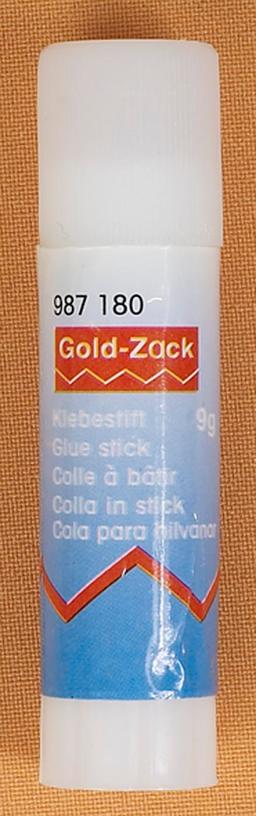 987 180
Gold-Zack
Klebestift 9g
Glue stick
Colle à bâtir
Colla in stick
Cola para hilvanar